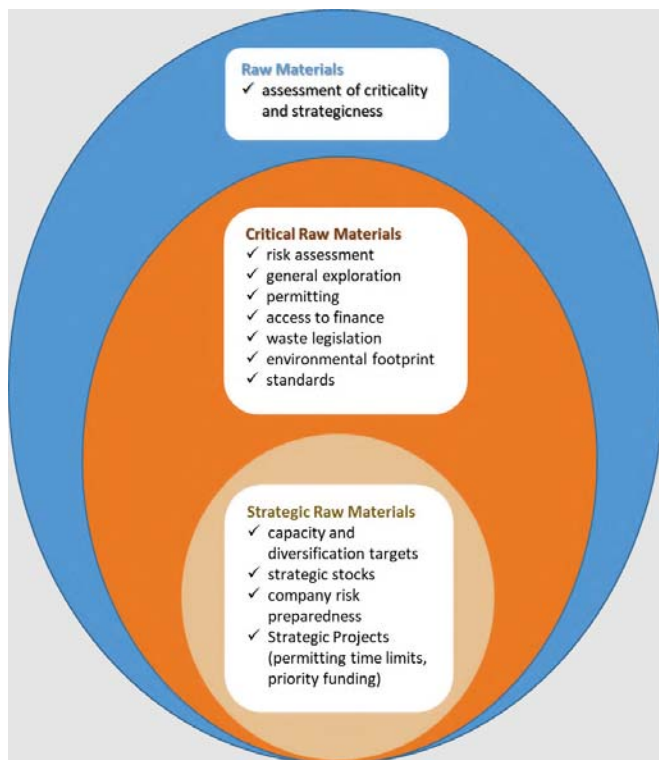 Raw Materials
✓ assessment of criticality
and strategicness
Critical Raw Materials
✓ risk assessment
✓ general exploration
✓ permitting
✓ access to finance
✓ waste legislation
✓ environmental footprint
✓ standards
Strategic Raw Materials
✓ capacity and
diversification targets
✓ strategic stocks
✓ company risk
preparedness
✓ Strategic Projects
(permitting time limits,
priority funding)